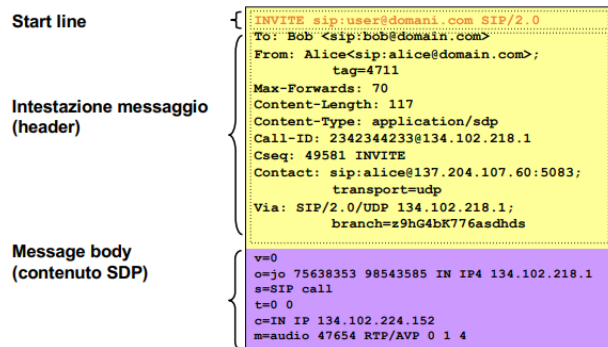 Start line
INVITE sip:user@domani.com SIP/2.0
Intestazione messaggio
(header)
To: Bob <sip:bob@domain.com>
From: Alice<sip:alice@domain.com>;
tag=4711
Max-Forwards: 70
Content-Length: 117
Content-Type: application/sdp
Call-ID: 2342344233@134.102.218.1
Cseq: 49581 INVITE
Contact: sip:alice@137.204.107.60:5083;
transport=udp
Via: SIP/2.0/UDP 134.102.218.1;
branch=z9hG4bK776asdhds
Message body
(contenuto SDP)
v=0
o=jo 75638353 98543585 IN IP4 134.102.218.1
s=SIP call
t=0 0
c=IN IP 134.102.224.152
m=audio 47654 RTP/AVP 0 1 4